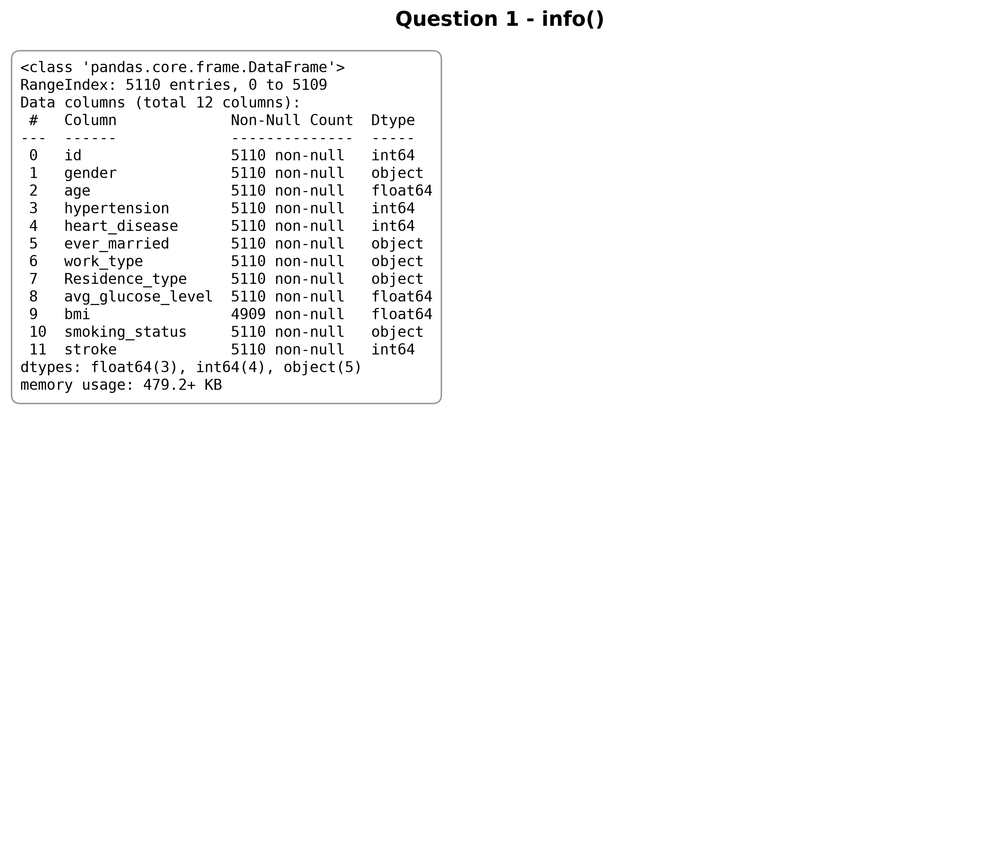 Question 1 - info()
<class 'pandas.core.frame.DataFrame'>
RangeIndex: 5110 entries, 0 to 5109
Data columns (total 12 columns):
 #   Column             Non-Null Count  Dtype
---  ------             --------------  -----
 0   id                 5110 non-null   int64
 1   gender             5110 non-null   object
 2   age                5110 non-null   float64
 3   hypertension       5110 non-null   int64
 4   heart_disease      5110 non-null   int64
 5   ever_married       5110 non-null   object
 6   work_type          5110 non-null   object
 7   Residence_type     5110 non-null   object
 8   avg_glucose_level  5110 non-null   float64
 9   bmi                4909 non-null   float64
 10  smoking_status     5110 non-null   object
 11  stroke             5110 non-null   int64
dtypes: float64(3), int64(4), object(5)
memory usage: 479.2+ KB